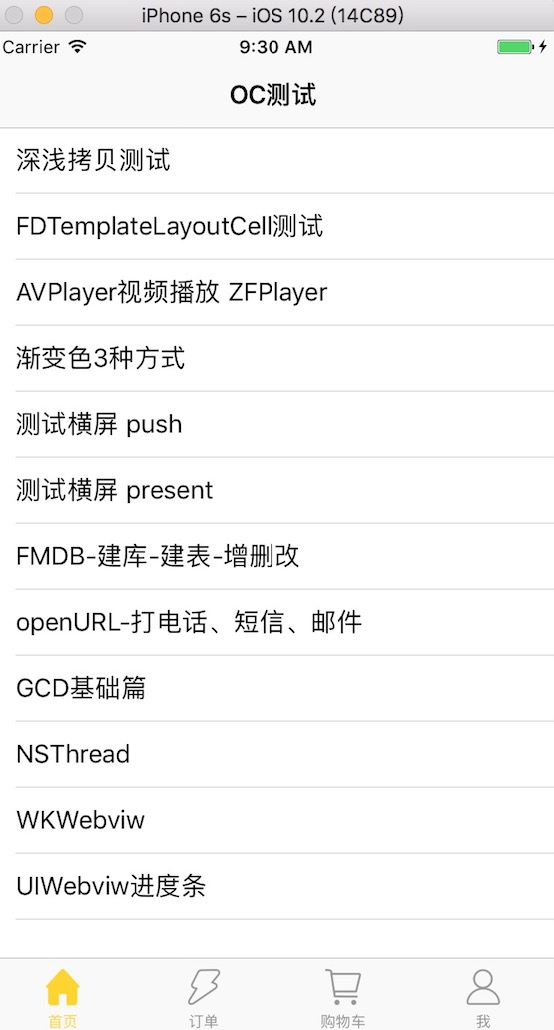 iPhone 6s – iOS 10.2 (14C89)
Carrier 9:30 AM
OC测试
深浅拷贝测试
FDTemplateLayoutCell测试
AVPlayer视频播放 ZFPlayer
渐变色3种方式
测试横屏 push
测试横屏 present
FMDB-建库-建表-增删改
openURL-打电话、短信、邮件
GCD基础篇
NSThread
WKWebviw
UIWebviw进度条
首页 订单 购物车 我